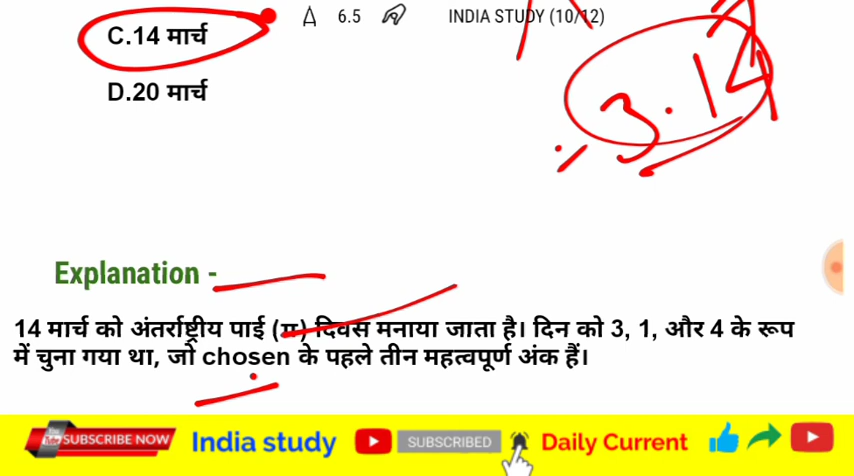 C.14 मार्च
6.5
INDIA STUDY (10/12)
D.20 मार्च
3.14
Explanation -
14 मार्च को अंतर्राष्ट्रीय पाई (म) दिवस मनाया जाता है। दिन को 3, 1, और 4 के रूप
में चुना गया था, जो chosen के पहले तीन महत्वपूर्ण अंक हैं।
SUBSCRIBE NOW India study SUBSCRIBED Daily Current